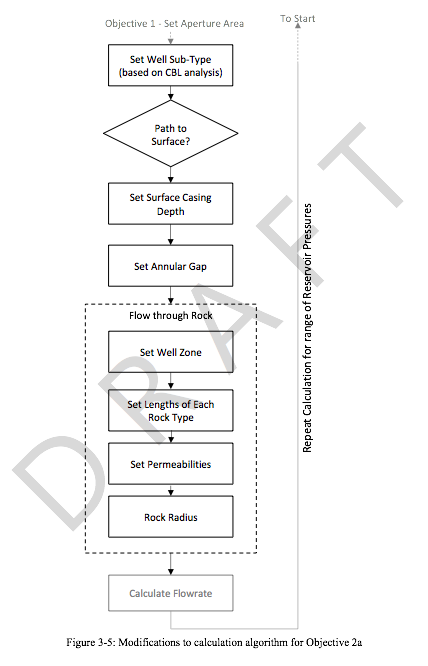 Objective 1 - Set Aperture Area
To Start
Set Well Sub-Type
(based on CBL analysis)
Path to
Surface?
Set Surface Casing
Depth
Set Annular Gap
Flow through Rock
Set Well Zone
Set Lengths of Each
Rock Type
Set Permeabilities
Rock Radius
Calculate Flowrate
Repeat Calculation for range of Reservoir Pressures
DRAFT
Figure 3-5: Modifications to calculation algorithm for Objective 2a